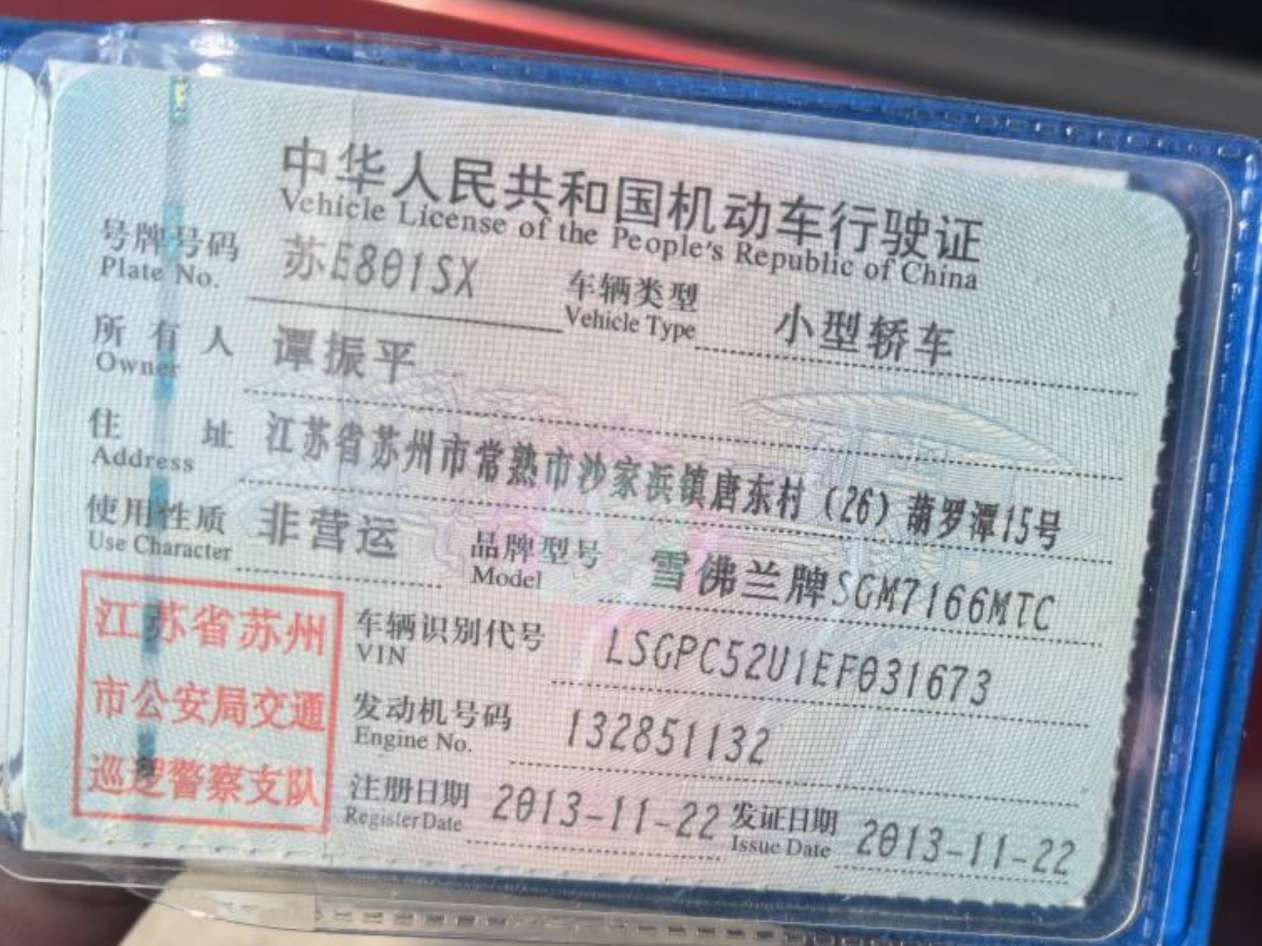 中华人民共和国机动车行驶证
Vehicle License of the People's Republic of China
号牌号码 苏E801SX 车辆类型 小型轿车
Plate No. Vehicle Type
所有人 谭振平
Owner
住址 江苏省苏州市常熟市沙家浜镇唐东村（26）葫罗潭15号
Address
使用性质 非营运 品牌型号 雪佛兰牌SGM7166MTC
Use Character Model
江苏省苏州
市公安局交通
巡逻警察支队
车辆识别代号 LSGPC52U1EF031673
VIN
发动机号码 132851132
Engine No.
注册日期 2013-11-22 发证日期 2013-11-22
Register Date Issue Date